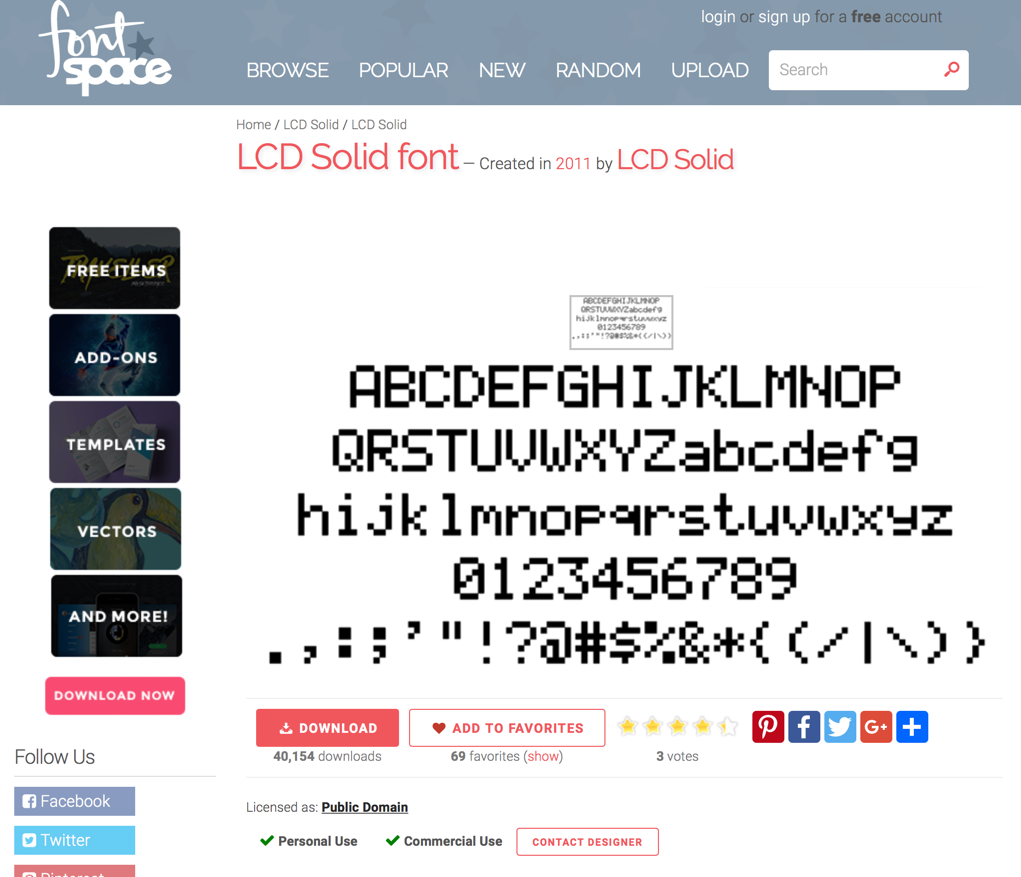 login or sign up for a free account
font space
BROWSE POPULAR NEW RANDOM UPLOAD Search
Home / LCD Solid / LCD Solid
LCD Solid font — Created in 2011 by LCD Solid
FREE ITEMS
ADD-ONS
TEMPLATES
VECTORS
AND MORE!
DOWNLOAD NOW
Follow Us
Facebook
Twitter
Pinterest
ABCDEFGHIJKLMNOP
QRSTUVWXYZabcdefg
hijklmnopqrstuvwxyz
0123456789
.,:;'"!?@#$%&*{(/|\)}
ABCDEFGHIJKLMNOP
QRSTUVWXYZabcdefg
hijklmnopqrstuvwxyz
0123456789
.,:;'"!?@#$%&*{(/|\)}
DOWNLOAD ADD TO FAVORITES
40,154 downloads 69 favorites (show) 3 votes
Licensed as: Public Domain
Personal Use Commercial Use CONTACT DESIGNER